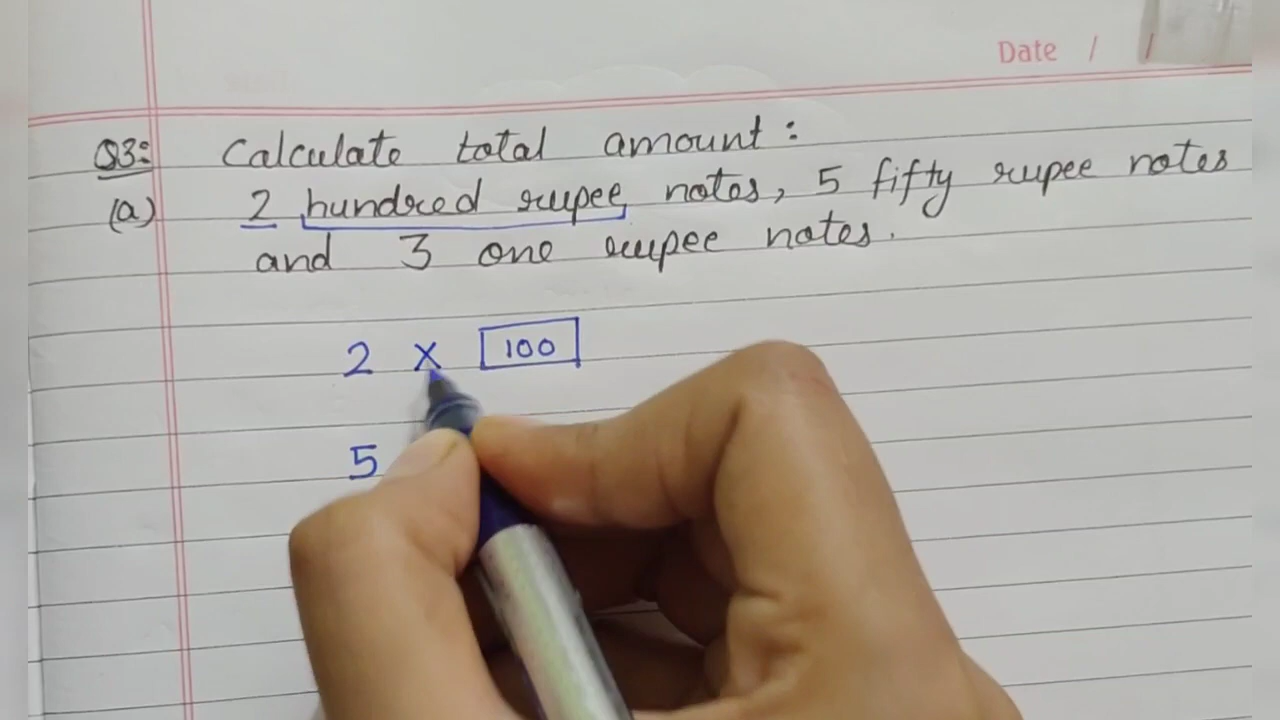 Date / /
Q3: Calculate total amount:
(a) 2 hundred rupee notes, 5 fifty rupee notes
and 3 one rupee notes.
2 x 100
5